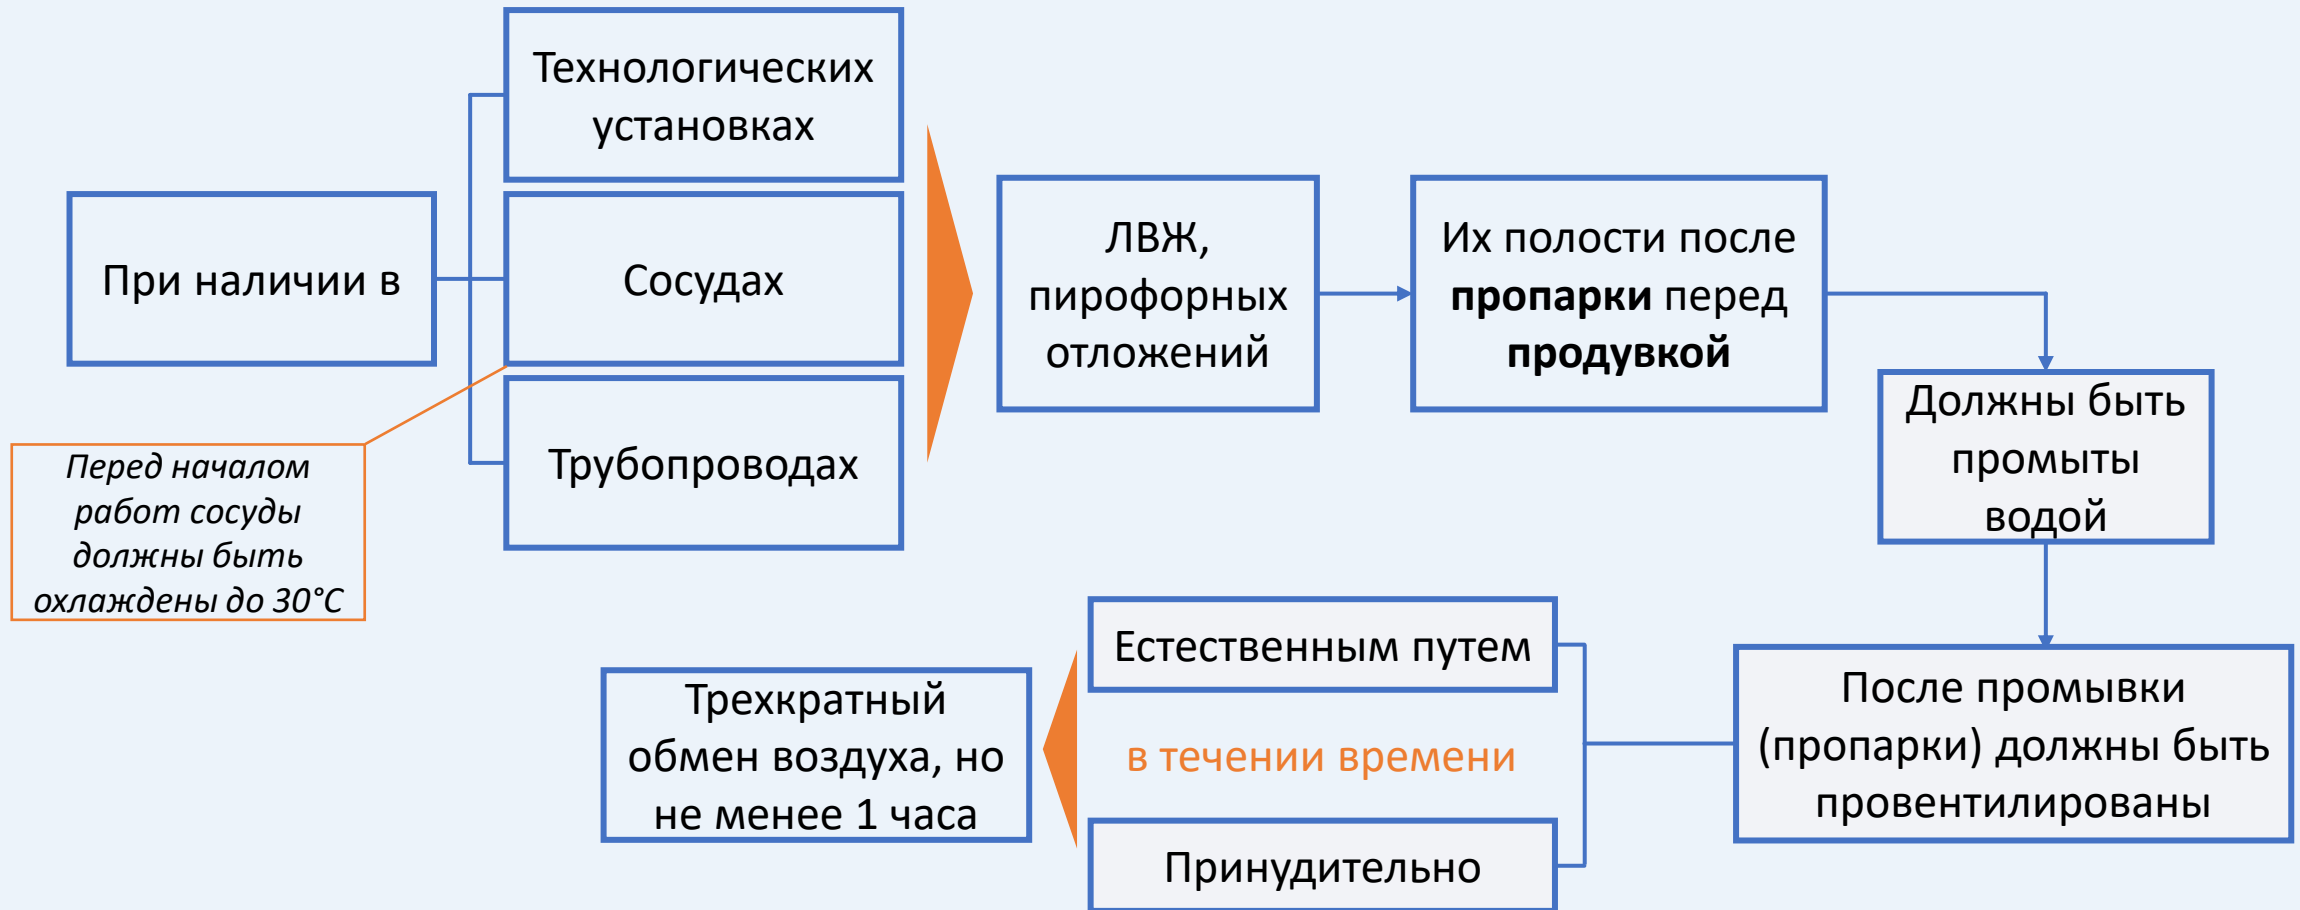 При наличии в
Технологических
установках
Сосудах
Трубопроводах
Перед началом
работ сосуды
должны быть
охлаждены до 30°С
ЛВЖ,
пирофорных
отложений
Их полости после
пропарки перед
продувкой
Должны быть
промыты
водой
После промывки
(пропарки) должны быть
провентилированы
Естественным путем
в течении времени
Принудительно
Трехкратный
обмен воздуха, но
не менее 1 часа